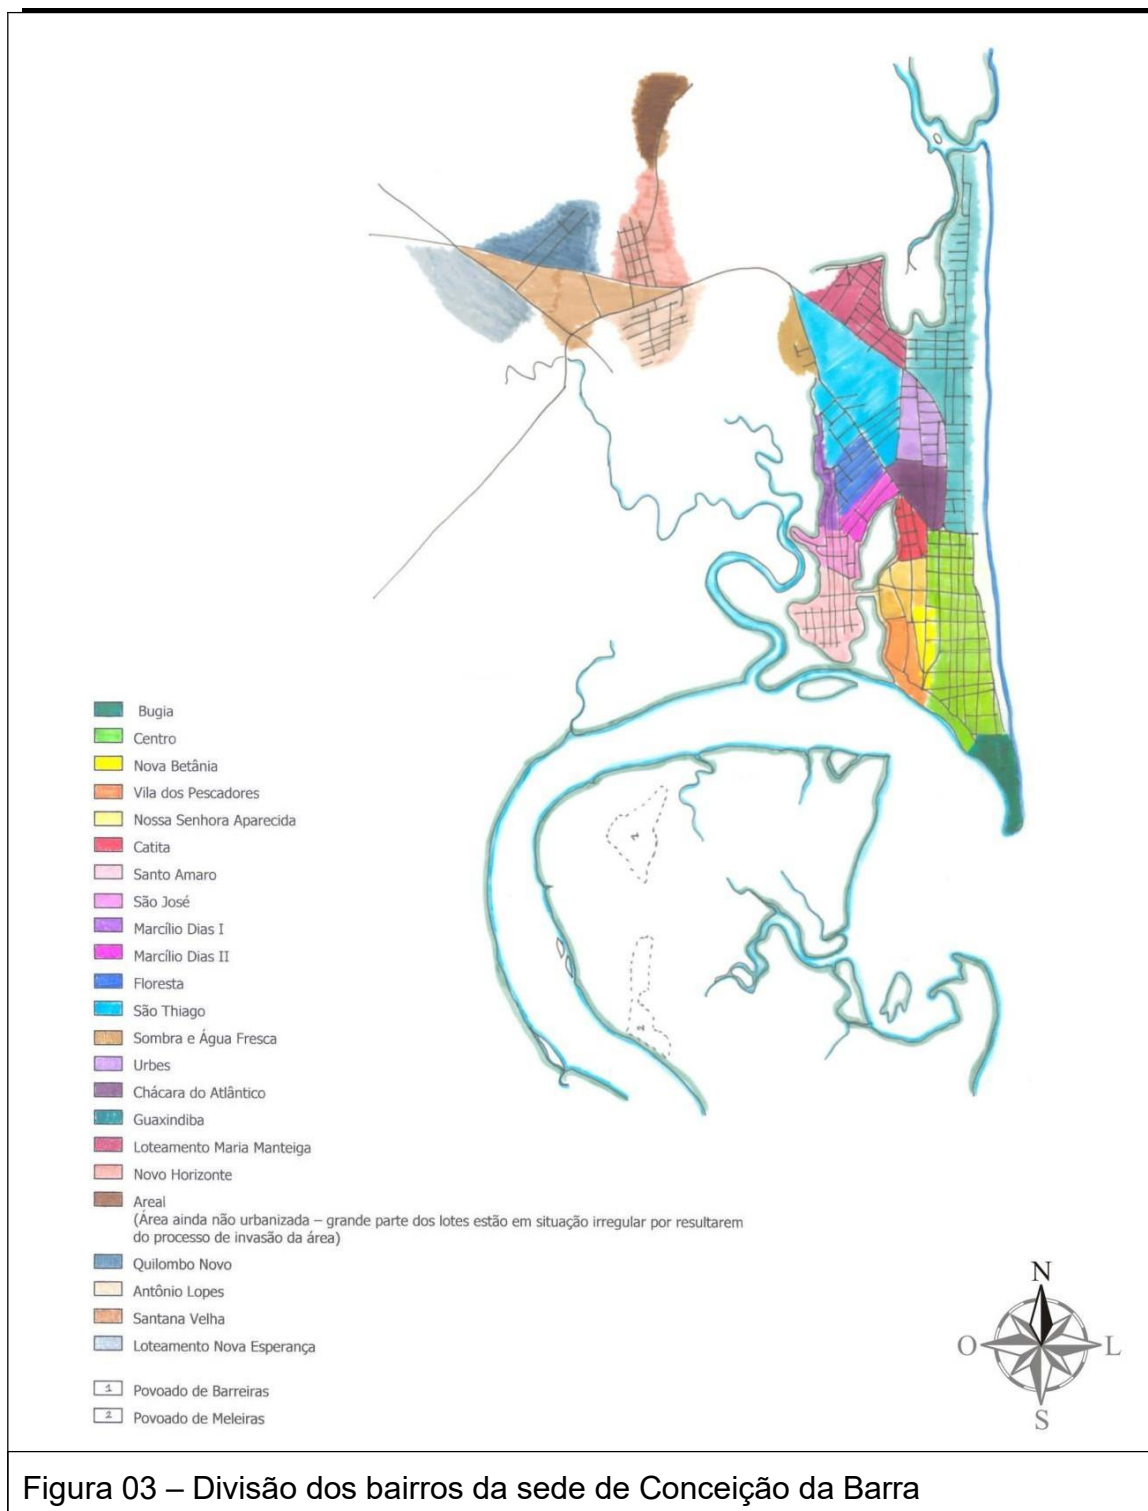 2
2
Bugia
Centro
Nova Betânia
Vila dos Pescadores
Nossa Senhora Aparecida
Catita
Santo Amaro
São José
Marcílio Dias I
Marcílio Dias II
Floresta
São Thiago
Sombra e Água Fresca
Urbes
Chácara do Atlântico
Guaxindiba
Loteamento Maria Manteiga
Novo Horizonte
Areal
(Área ainda não urbanizada – grande parte dos lotes estão em situação irregular por resultarem
do processo de invasão da área)
Quilombo Novo
Antônio Lopes
Santana Velha
Loteamento Nova Esperança
1 Povoado de Barreiras
2 Povoado de Meleiras
N
O L
S
Figura 03 – Divisão dos bairros da sede de Conceição da Barra